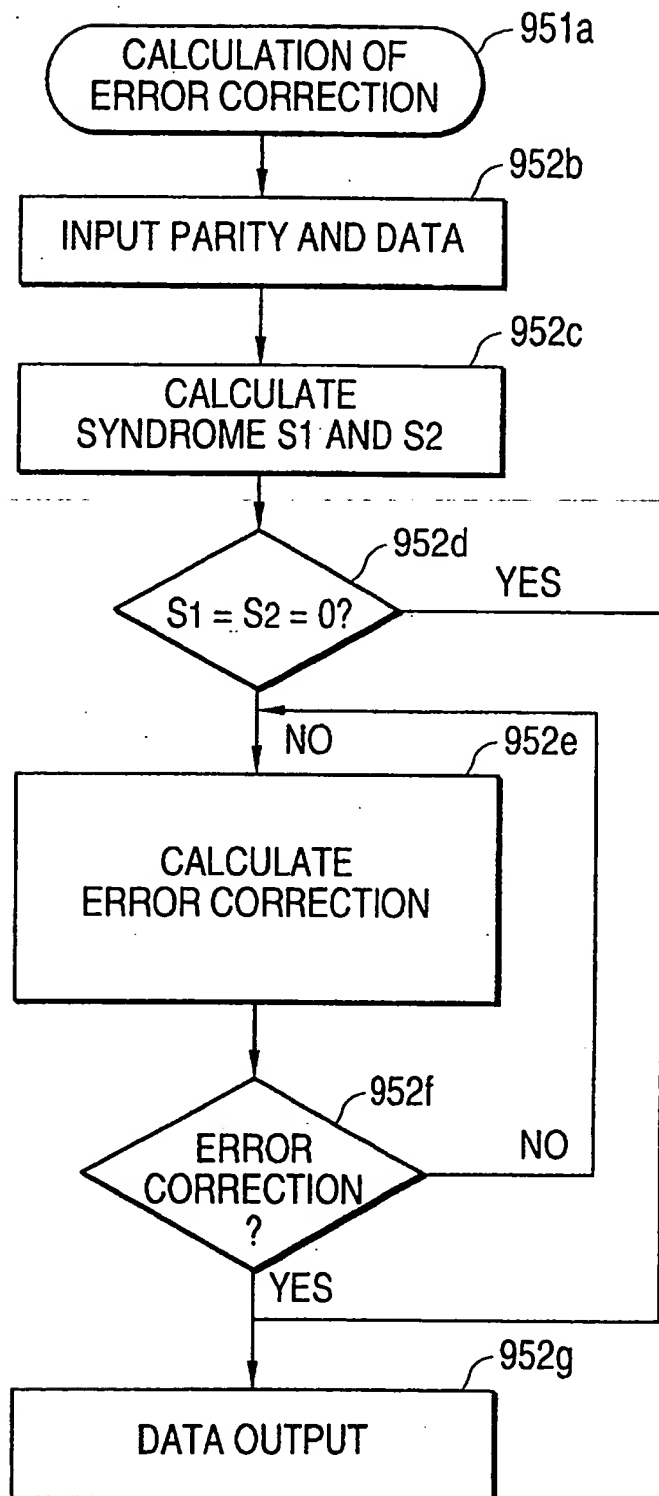 951a
CALCULATION OF
ERROR CORRECTION
952b
INPUT PARITY AND DATA
952c
CALCULATE
SYNDROME S1 AND S2
952d
S1 = S2 = 0?
YES
NO
952e
CALCULATE
ERROR CORRECTION
952f
ERROR
CORRECTION
?
NO
YES
952g
DATA OUTPUT